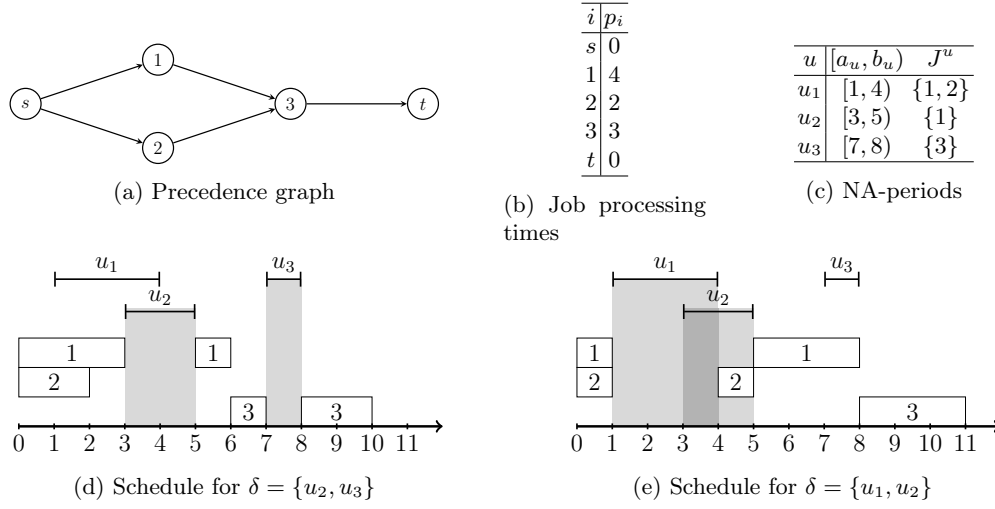 s
1
2
3
t
(a) Precedence graph
i p_i
s 0
1 4
2 2
3 3
t 0
(b) Job processing
times
u [a_u, b_u) J^u
u_1 [1, 4) {1, 2}
u_2 [3, 5) {1}
u_3 [7, 8) {3}
(c) NA-periods
u_1 u_3
u_2
1 1
2
3 3
0 1 2 3 4 5 6 7 8 9 10 11
(d) Schedule for δ = {u_2, u_3}
u_1 u_3
u_2
1 1
2 2
3
0 1 2 3 4 5 6 7 8 9 10 11
(e) Schedule for δ = {u_1, u_2}